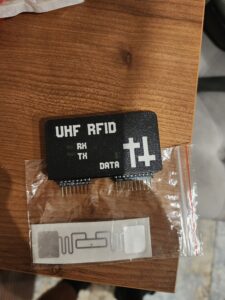 UHF RFID
RX
TX
DATA